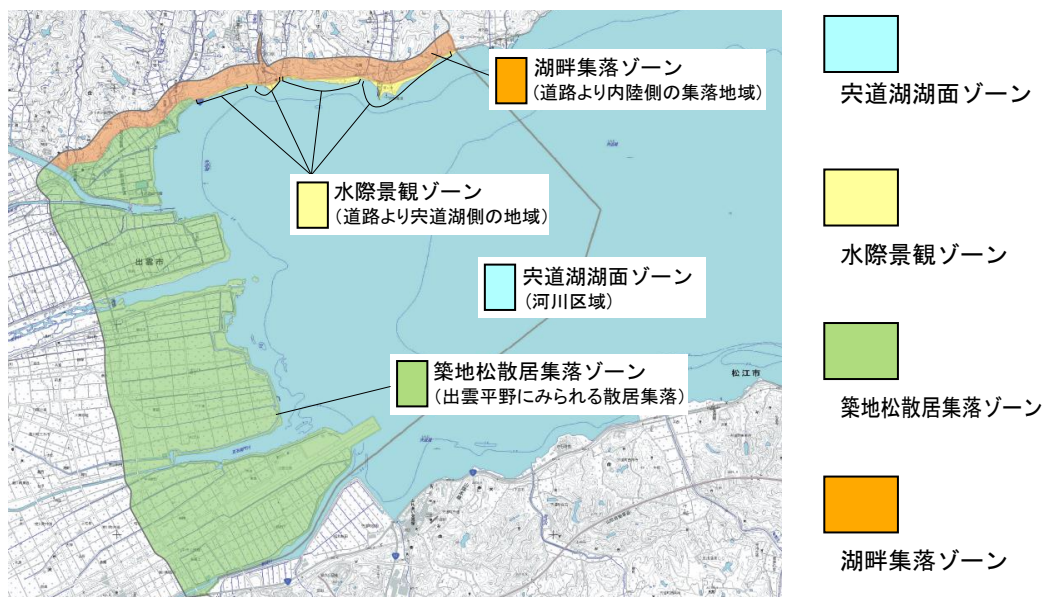 湖畔集落ゾーン
(道路より内陸側の集落地域)
水際景観ゾーン
(道路より宍道湖側の地域)
出雲市
宍道湖湖面ゾーン
(河川区域)
築地松散居集落ゾーン
(出雲平野にみられる散居集落)
松江市
宍道湖湖面ゾーン
水際景観ゾーン
築地松散居集落ゾーン
湖畔集落ゾーン